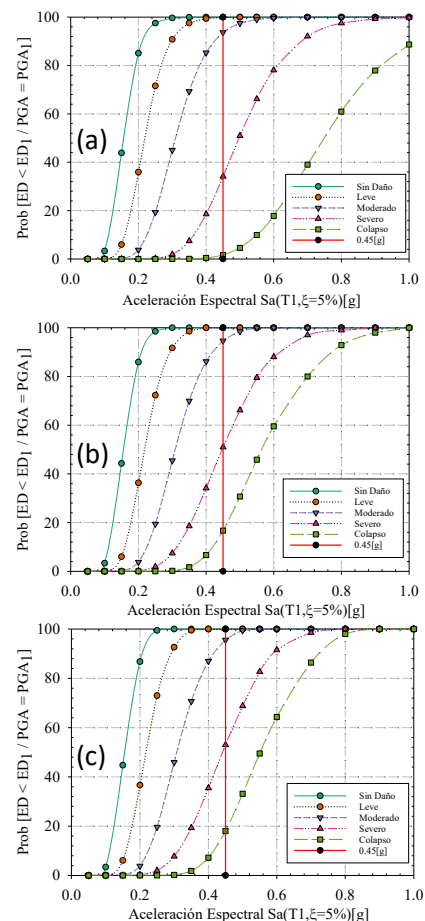 100
80
60
40
20
0
Prob [ED < ED1 / PGA = PGA1]
(a)
Sin Daño
Leve
Moderado
Severo
Colapso
0.45[g]
0.0 0.2 0.4 0.6 0.8 1.0
Aceleración Espectral Sa(T1,ξ=5%)[g]
100
80
60
40
20
0
Prob [ED < ED1 / PGA = PGA1]
(b)
Sin Daño
Leve
Moderado
Severo
Colapso
0.45[g]
0.0 0.2 0.4 0.6 0.8 1.0
Aceleración Espectral Sa(T1,ξ=5%)[g]
100
80
60
40
20
0
Prob [ED < ED1 / PGA = PGA1]
(c)
Sin Daño
Leve
Moderado
Severo
Colapso
0.45[g]
0.0 0.2 0.4 0.6 0.8 1.0
Aceleración Espectral Sa(T1,ξ=5%)[g]